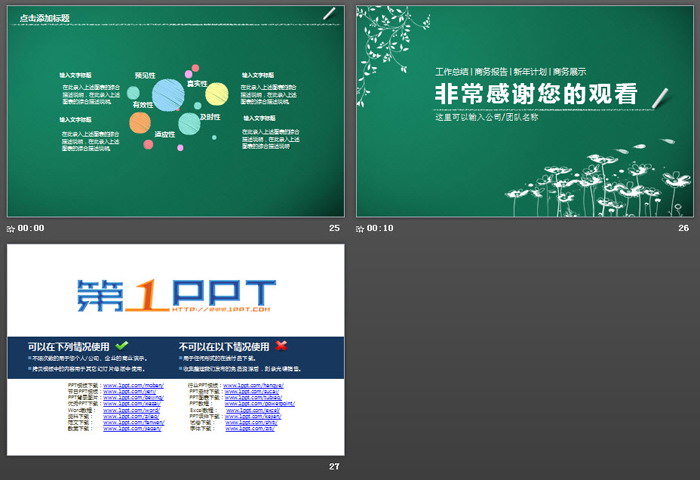 点击添加标题
输入文字标题
在此录入上述图表的综合
描述说明，在此录入上述
图表的综合描述说明。
输入文字标题
在此录入上述图表的综合
描述说明，在此录入上述
图表的综合描述说明。
预见性
真实性
有效性
及时性
适应性
输入文字标题
在此录入上述图表的综合
描述说明，在此录入上述
图表的综合描述说明。
输入文字标题
在此录入上述图表的综合
描述说明，在此录入上述
图表的综合描述说明
00:00
25
工作总结 | 商务报告 | 新年计划 | 商务展示
非常感谢您的观看
这里可以输入公司/团队名称
00:10
26
第1PPT
HTTP://WWW.1PPT.COM
可以在下列情况使用
不可以在以下情况使用
用于任何形式的在线付费下载。
PPT模板下载：www.1ppt.com/moban/
行业PPT模板：www.1ppt.com/hangye/
节日PPT模板：www.1ppt.com/jieri/
PPT素材下载：www.1ppt.com/sucai/
PPT背景图片：www.1ppt.com/beijing/
PPT图表下载：www.1ppt.com/tubiao/
优秀PPT下载：www.1ppt.com/xiazai/
PPT教程：www.1ppt.com/powerpoint/
Word教程：www.1ppt.com/word/
Excel教程：www.1ppt.com/excel/
资料下载：www.1ppt.com/ziliao/
PPT课件下载：www.1ppt.com/kejian/
范文下载：www.1ppt.com/fanwen/
试卷下载：www.1ppt.com/shiti/
教案下载：www.1ppt.com/jiaoan/
字体下载：www.1ppt.com/ziti/
27